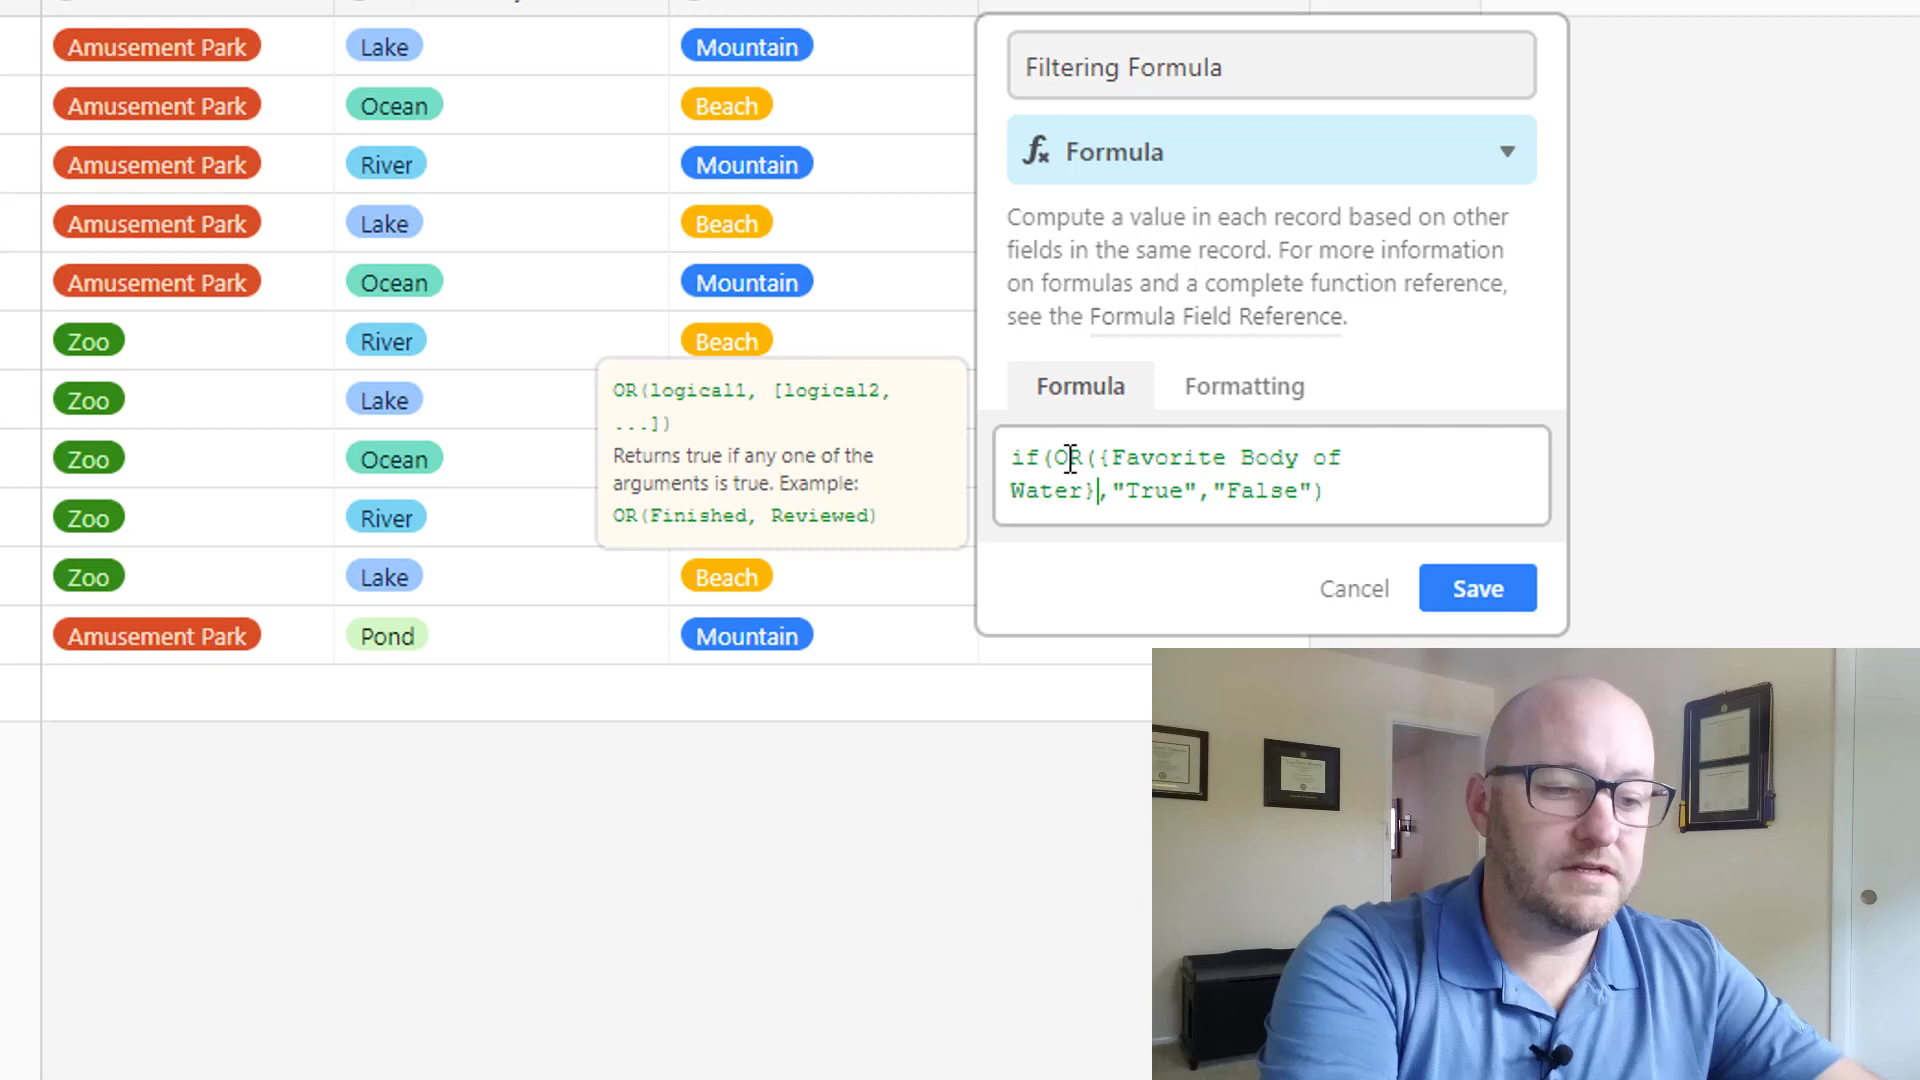 Amusement Park Lake Mountain
Amusement Park Ocean Beach
Amusement Park River Mountain
Amusement Park Lake Beach
Amusement Park Ocean Mountain
Zoo River Beach
Zoo Lake
Zoo Ocean
Zoo River
Zoo Lake Beach
Amusement Park Pond Mountain
OR(logical1, [logical2,
...])
Returns true if any one of the
arguments is true. Example:
OR(Finished, Reviewed)
Filtering Formula
fx Formula
Compute a value in each record based on other
fields in the same record. For more information
on formulas and a complete function reference,
see the Formula Field Reference.
Formula Formatting
if(OR({Favorite Body of
Water},"True","False")
Cancel Save